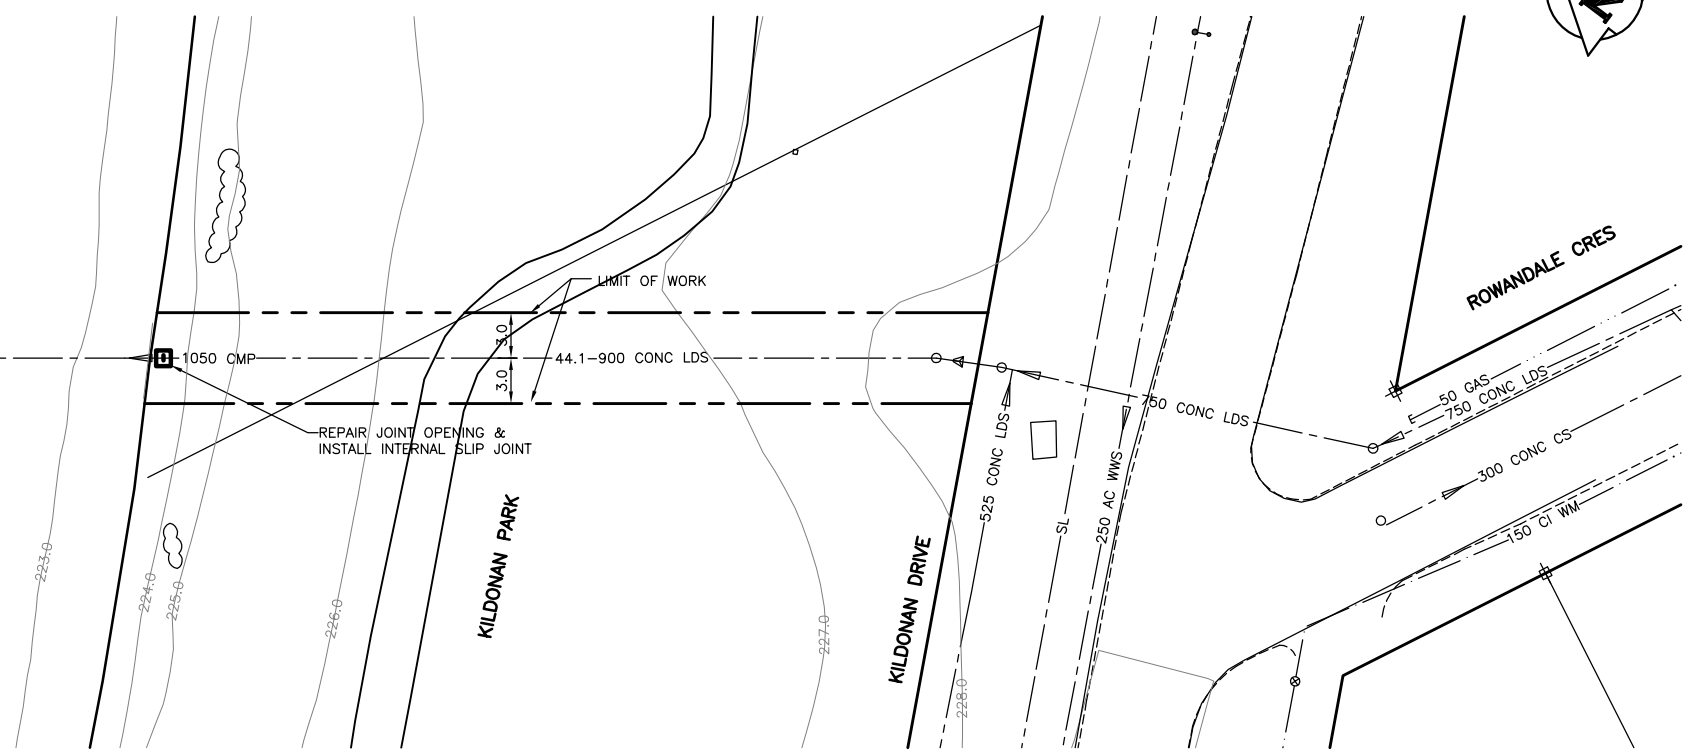 N
ROWANDALE CRES
LIMIT OF WORK
3.0
1050 CMP
44.1-900 CONC LDS
3.0
750 CONC LDS
50 GAS
750 CONC LDS
REPAIR JOINT OPENING &
INSTALL INTERNAL SLIP JOINT
300 CONC CS
525 CONC LDS
250 AC WWS
SL
150 CI WM
KILDONAN PARK
KILDONAN DRIVE
223.0
224.0
225.0
226.0
227.0
228.0